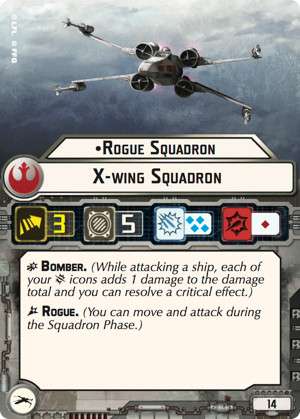 •Rogue Squadron
X-wing Squadron
3
5
Bomber. (While attacking a ship, each of
your icons adds 1 damage to the damage
total and you can resolve a critical effect.)
Rogue. (You can move and attack during
the Squadron Phase.)
14